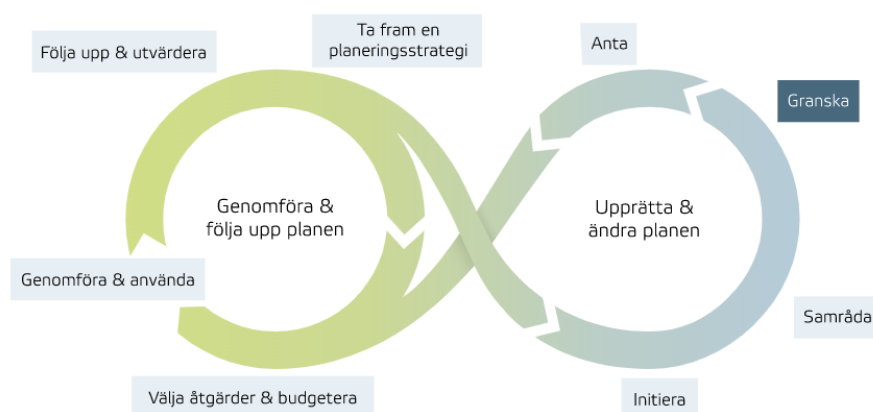 Ta fram en
planeringsstrategi
Följa upp & utvärdera
Anta
Granska
Genomföra &
följa upp planen
Upprätta &
ändra planen
Genomföra & använda
Samråda
Välja åtgärder & budgetera
Initiera